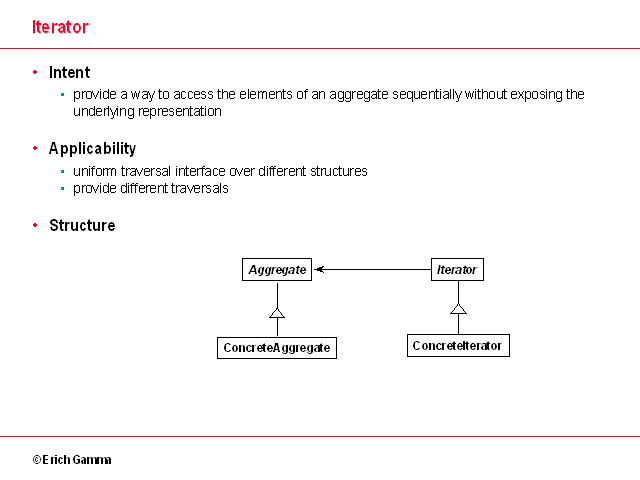 Iterator
• Intent
• provide a way to access the elements of an aggregate sequentially without exposing the
underlying representation
• Applicability
• uniform traversal interface over different structures
• provide different traversals
• Structure
Aggregate
Iterator
ConcreteAggregate
ConcreteIterator
© Erich Gamma